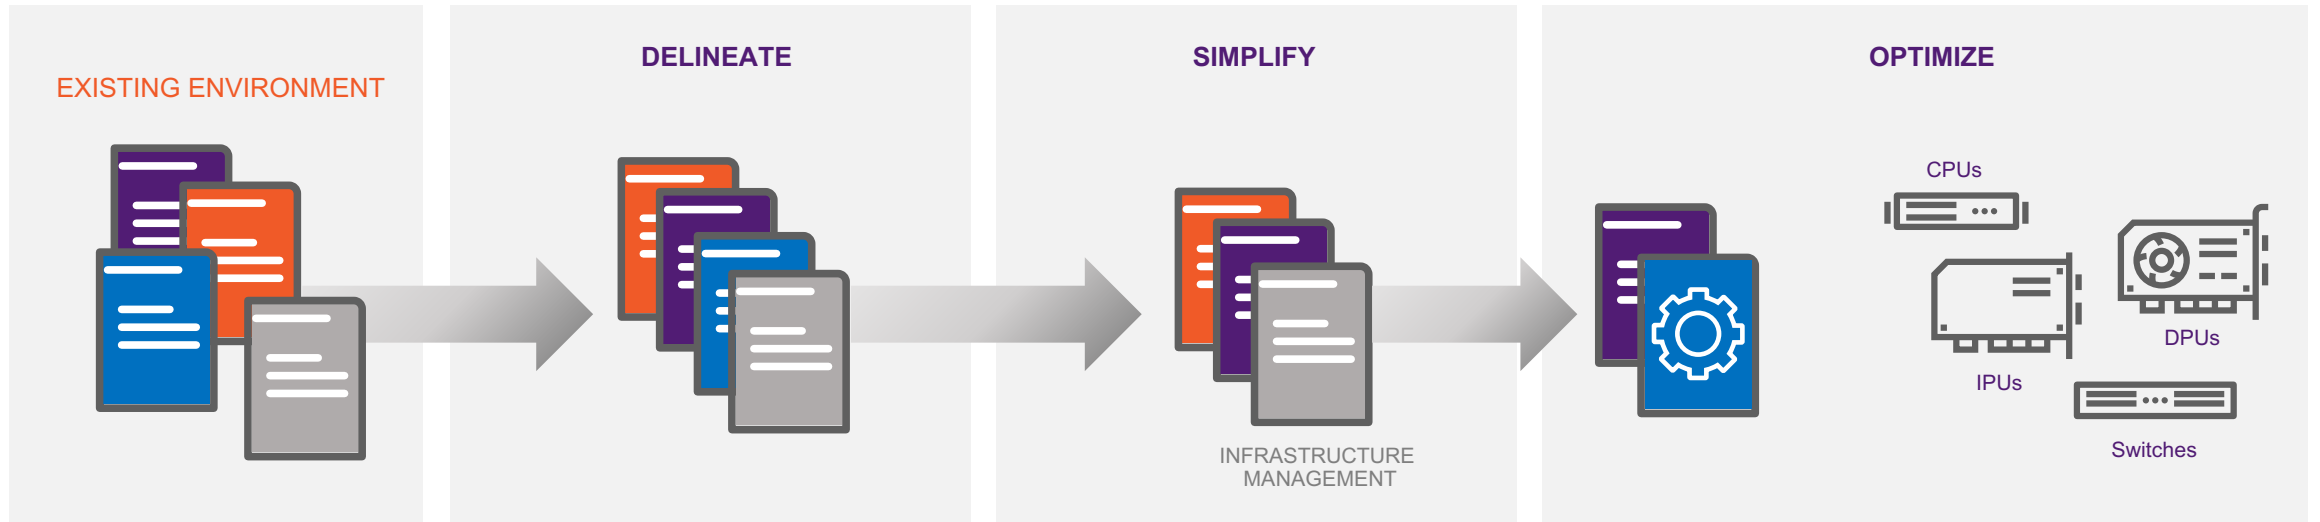 EXISTING ENVIRONMENT
DELINEATE
SIMPLIFY
INFRASTRUCTURE
MANAGEMENT
OPTIMIZE
CPUs
DPUs
IPUs
Switches